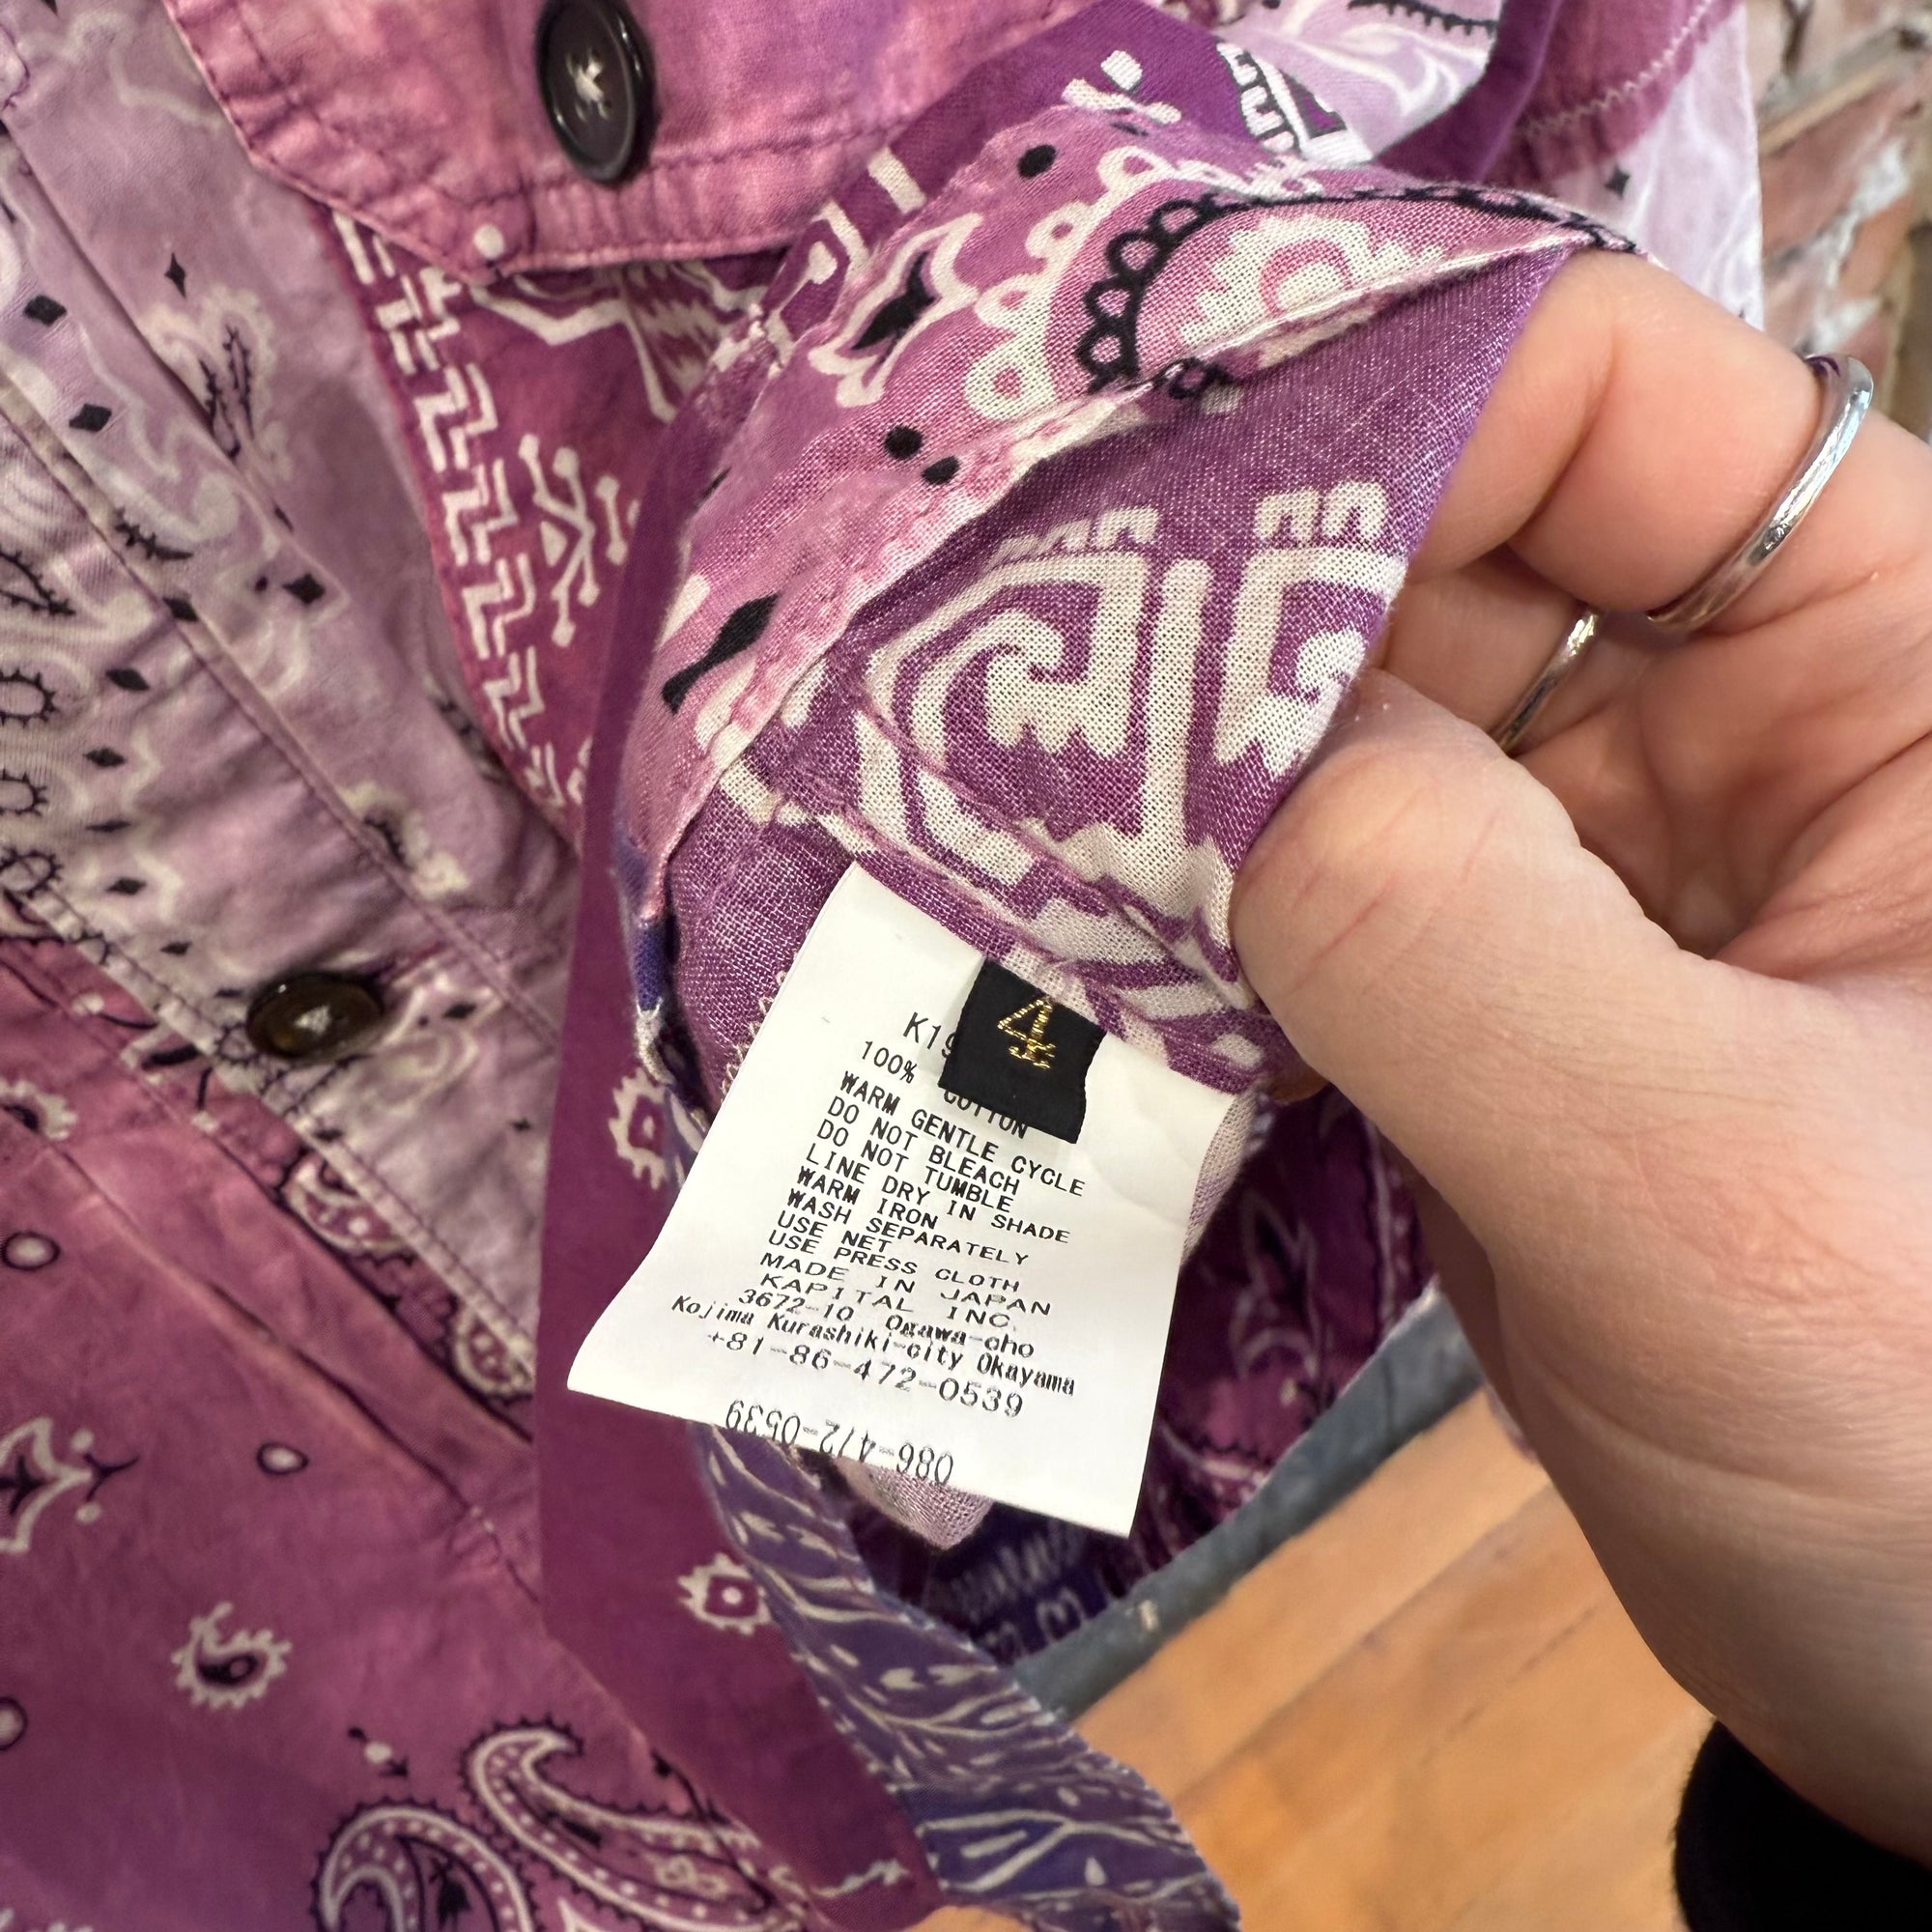 4
K19
100% COTTON
WARM GENTLE CYCLE
DO NOT BLEACH
DO NOT TUMBLE
LINE DRY IN SHADE
WARM IRON
WASH SEPARATELY
USE NET
USE PRESS CLOTH
MADE IN JAPAN
KAPITAL INC.
3672-10 Ogawa-cho
Kojima Kurashiki-city Okayama
+81-86-472-0539
086-472-0539